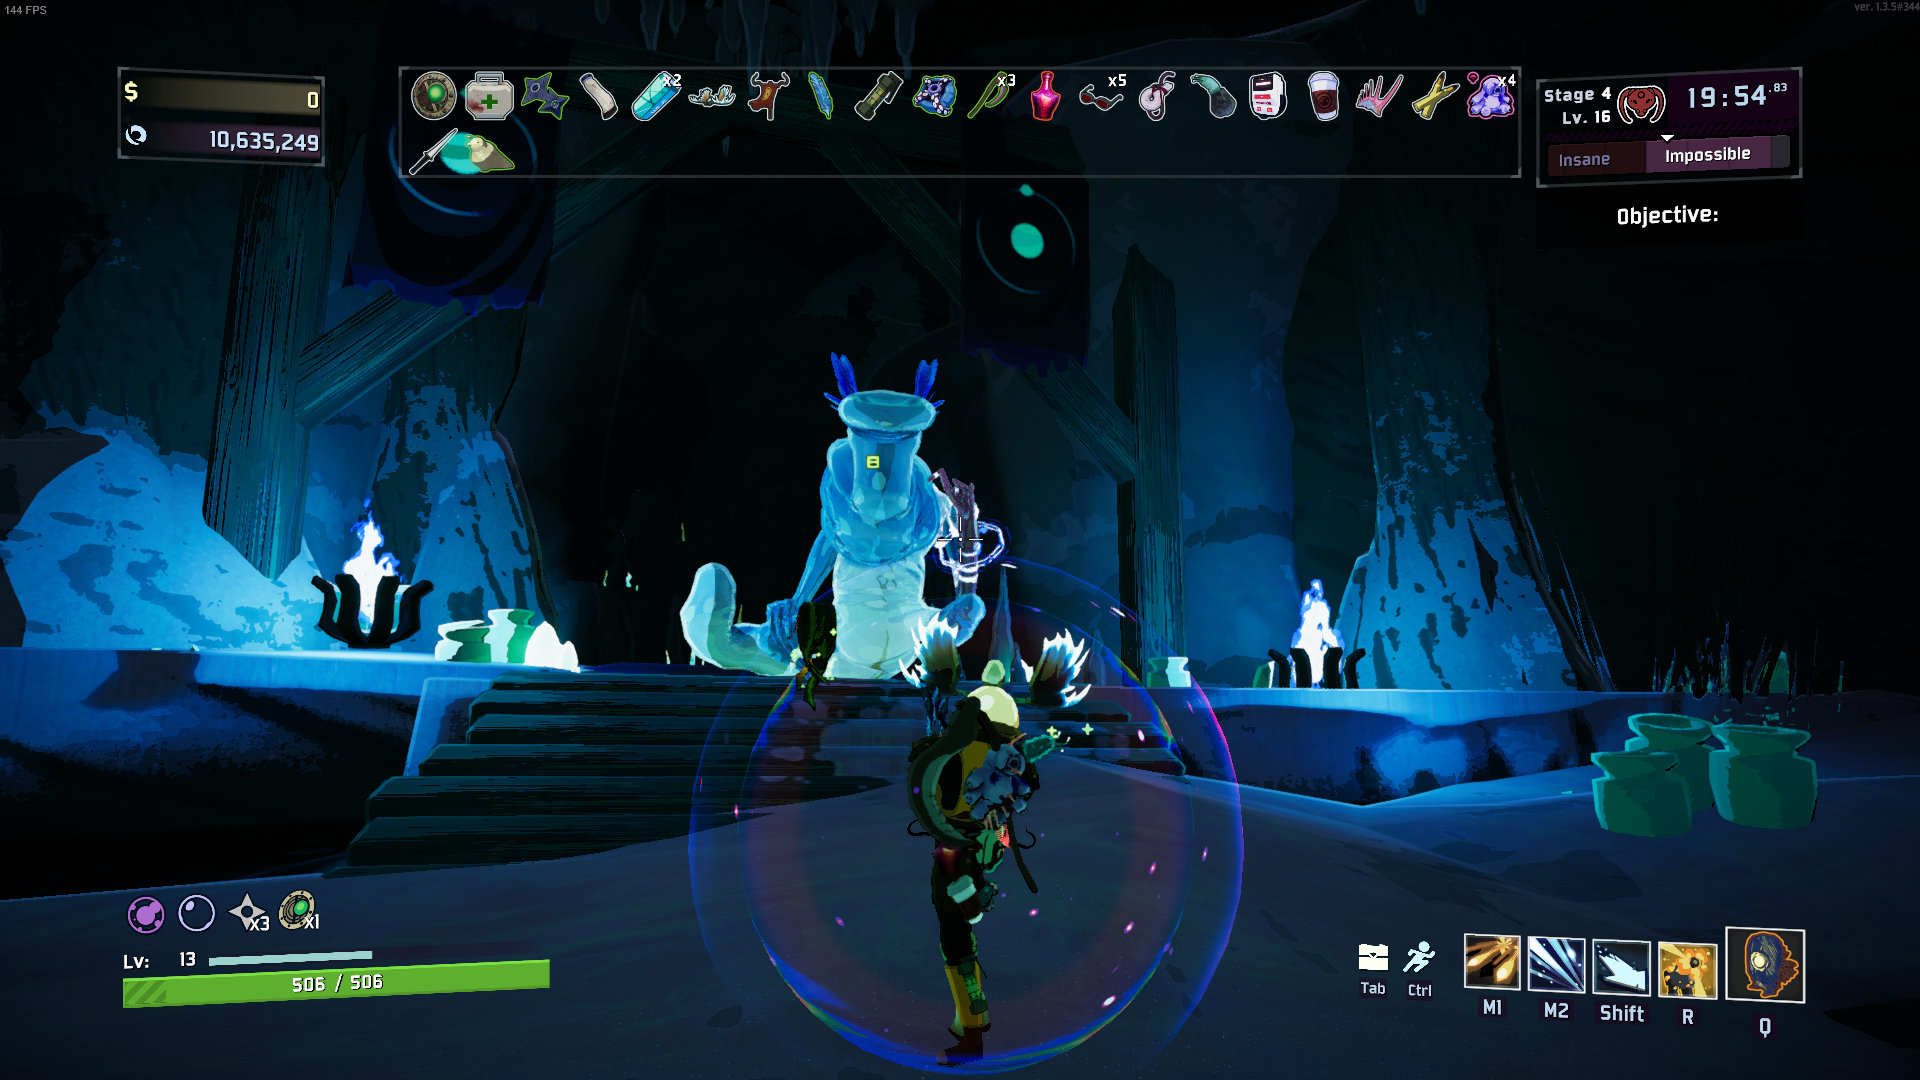 144 FPS
ver. 1.3.5#344
$ 0
10,635,249
x2
x3
x5
x4
Stage 4
Lv. 16
19:54.83
Insane
Impossible
Objective:
x3
x1
Lv: 13
506 / 506
Tab
Ctrl
M1
M2
Shift
R
Q